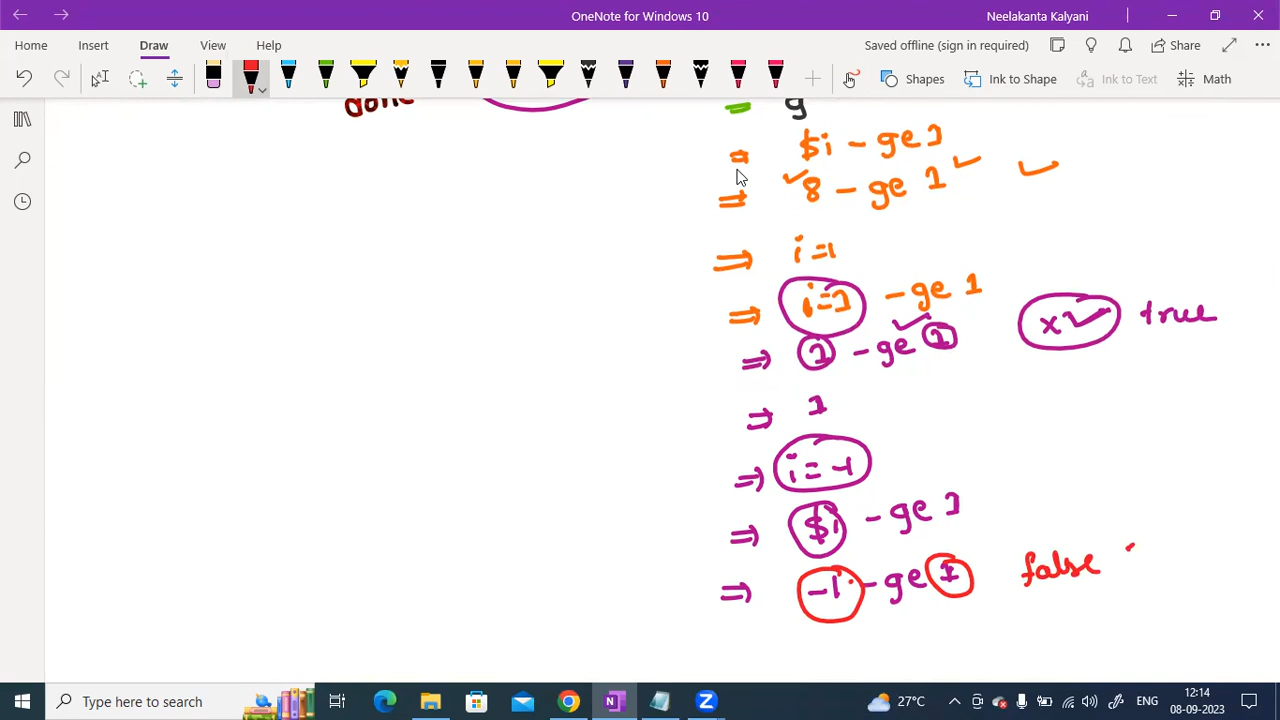 OneNote for Windows 10
Neelakanta Kalyani
Home Insert Draw View Help
Saved offline (sign in required)
Share
Shapes
Ink to Shape
Ink to Text
Math
done
g
= $i - ge 1
⇒ 8 - ge 1
⇒ i=1
⇒ i=1 - ge 1
x✓ true
⇒ 1 - ge 1
⇒ 1
⇒ i= -1
⇒ $i - ge 1
⇒ -1 - ge 1 false
Type here to search
27°C
ENG
12:14
08-09-2023